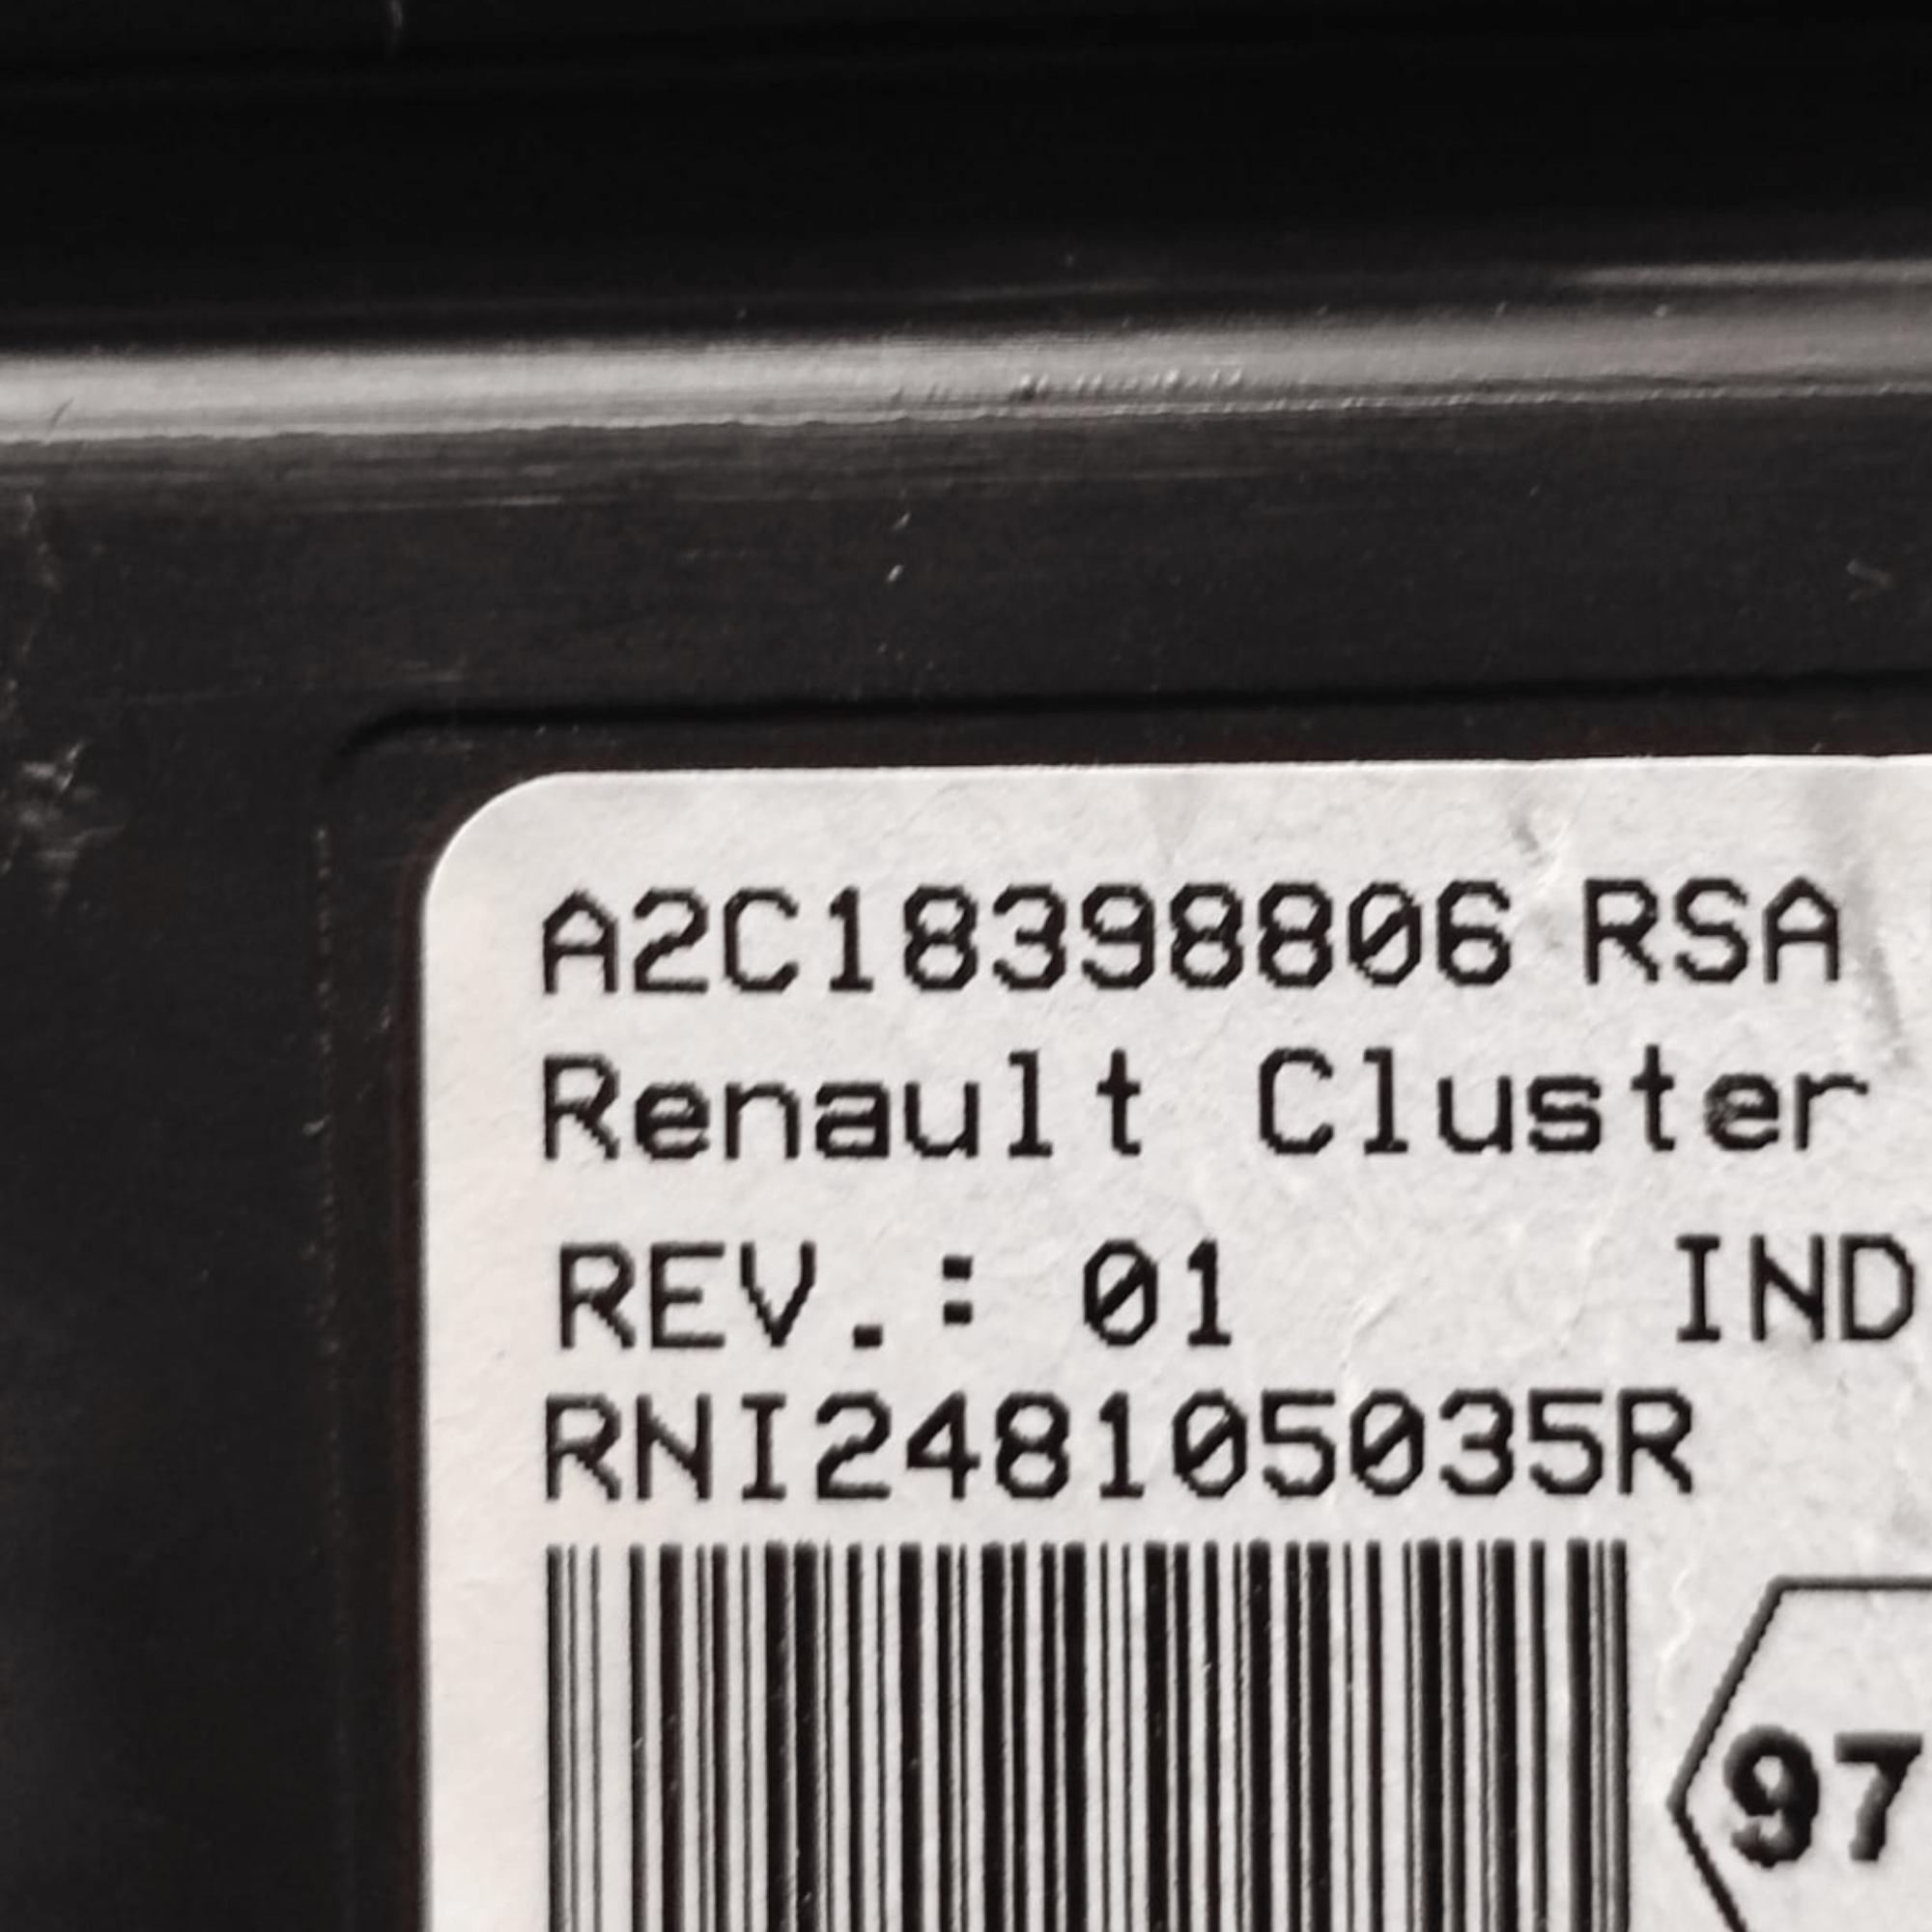 A2C18398806 RSA
Renault Cluster
REV.: 01 IND
RNI248105035R
97